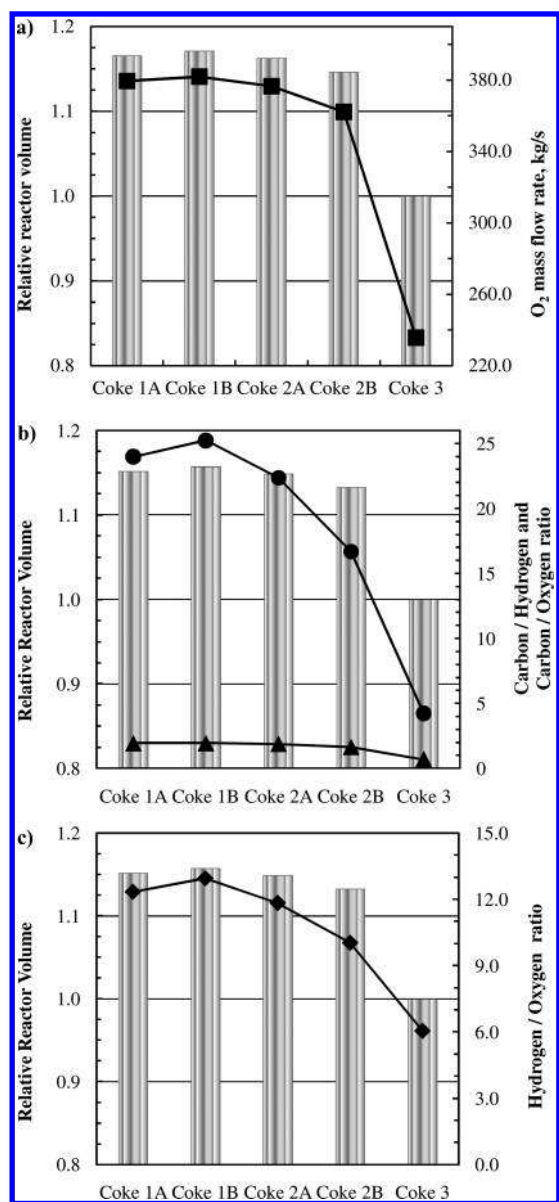 a)
1.2
1.1
1.0
0.9
0.8
Relative reactor volume
380.0
340.0
300.0
260.0
220.0
O₂ mass flow rate, kg/s
Coke 1A Coke 1B Coke 2A Coke 2B Coke 3
b)
1.2
1.1
1.0
0.9
0.8
Relative Reactor Volume
25
20
15
10
5
0
Carbon / Hydrogen and
Carbon / Oxygen ratio
Coke 1A Coke 1B Coke 2A Coke 2B Coke 3
c)
1.2
1.1
1.0
0.9
0.8
Relative Reactor Volume
15.0
12.0
9.0
6.0
3.0
0.0
Hydrogen / Oxygen ratio
Coke 1A Coke 1B Coke 2A Coke 2B Coke 3